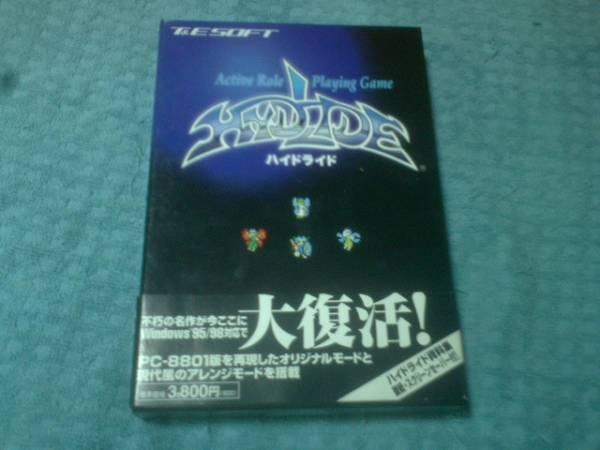 T&E SOFT
Active Role Playing Game
HYDLIDE
ハイドライド
不朽の名作が今ここに
Windows 95/98対応で
大復活!
PC-8801版を再現したオリジナルモードと
現代風のアレンジモードを搭載
3,800円
ハイドライド資料集